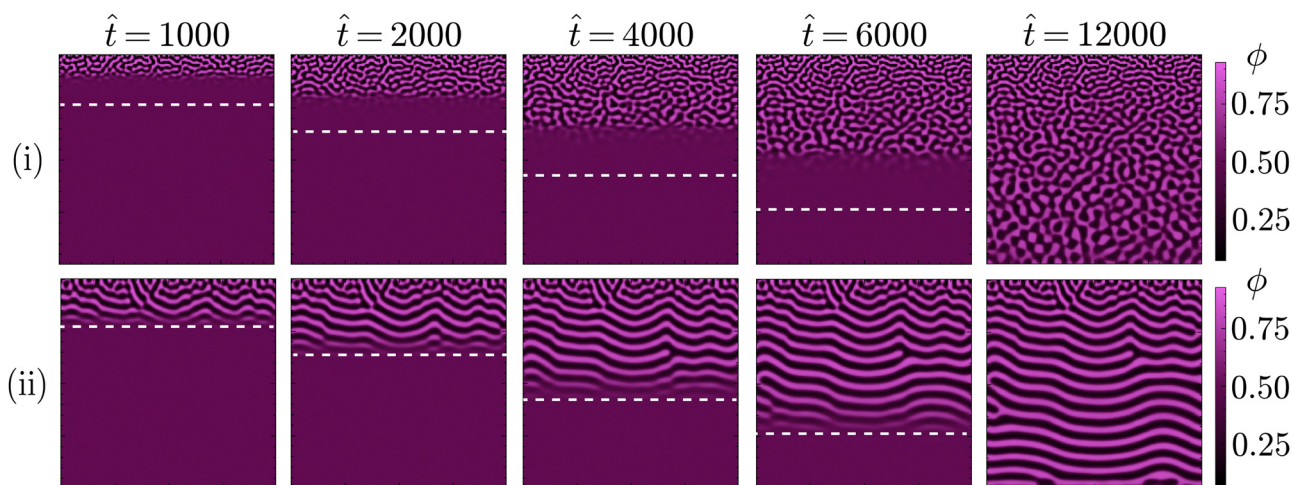 t̂ = 1000 t̂ = 2000 t̂ = 4000 t̂ = 6000 t̂ = 12000
ϕ
0.75
(i) 0.50
0.25
ϕ
0.75
(ii) 0.50
0.25